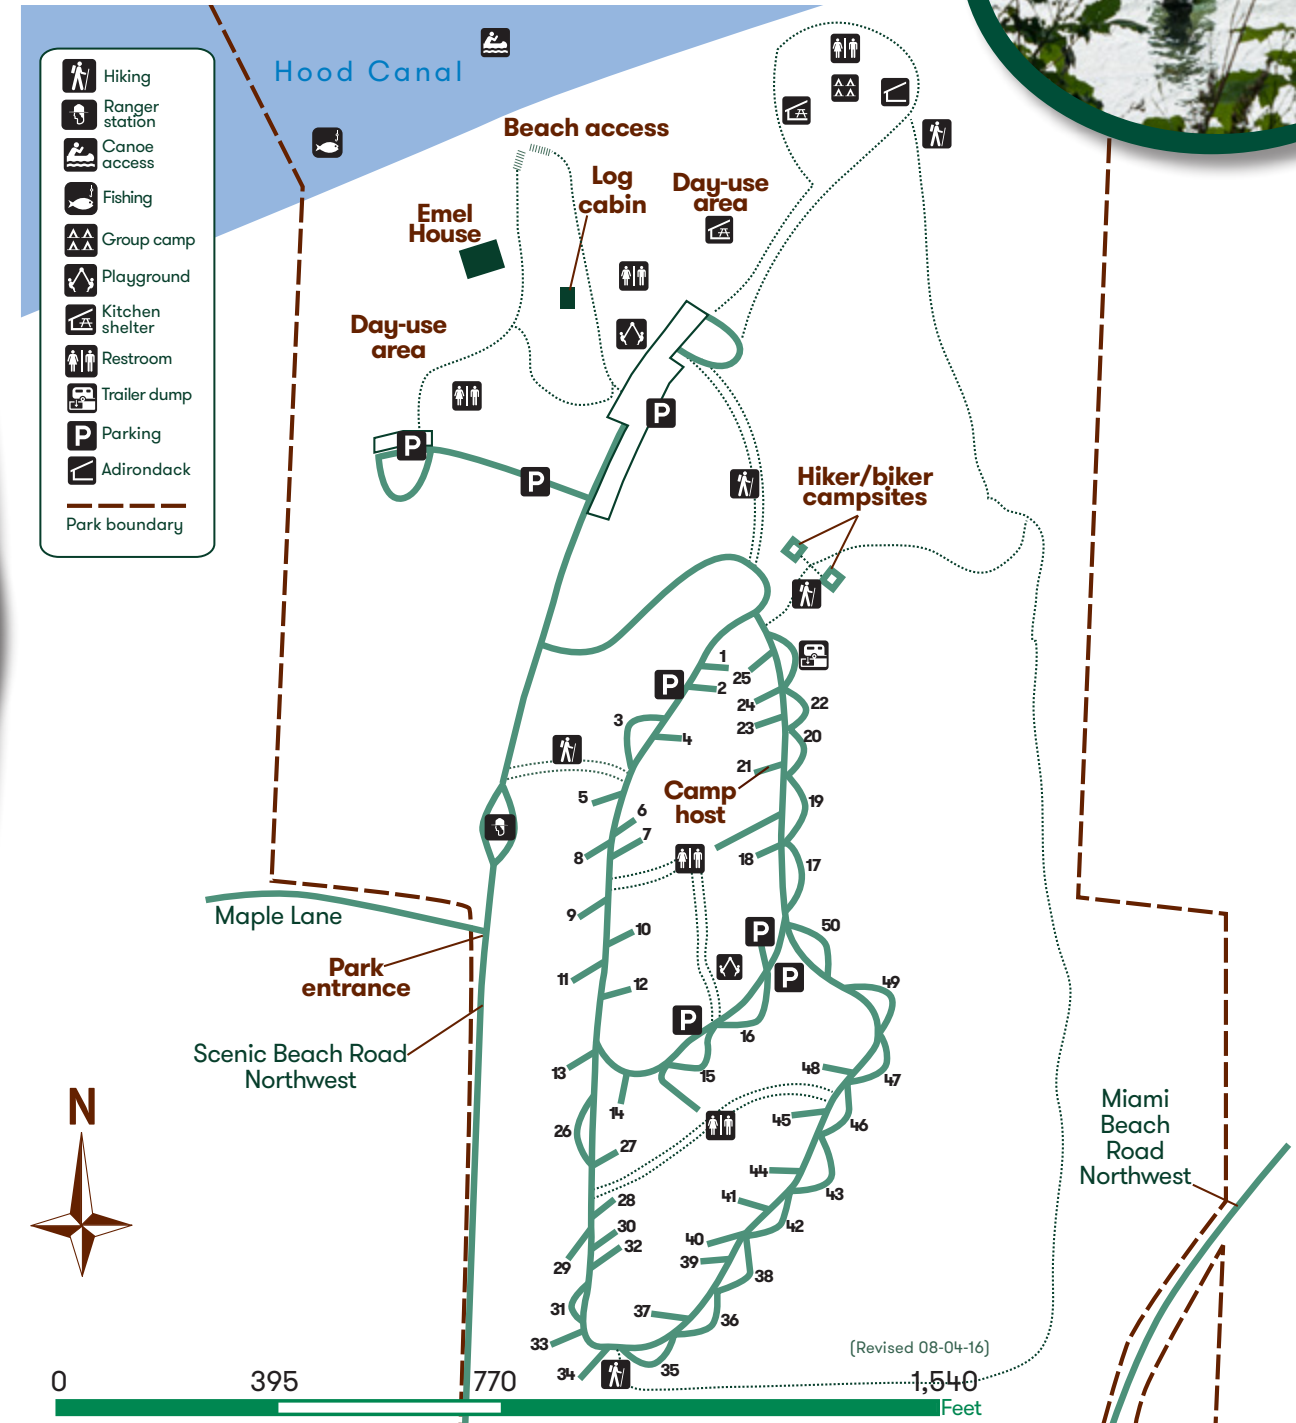 Hood Canal
Hiking
Ranger
station
Canoe
access
Fishing
Group camp
Playground
Kitchen
shelter
Restroom
Trailer dump
P
Parking
Adirondack
Park boundary
Beach access
Log
cabin
Day-use
area
Emel
House
Day-use
area
P
P
P
Hiker/biker
campsites
1
25
P
2
24
22
3
23
4
20
21
Camp
host
5
19
6
7
8
18
17
Maple Lane
9
10
P
50
Park
entrance
11
12
P
49
P
16
Scenic Beach Road
Northwest
13
15
48
47
14
45
46
26
27
Miami
Beach
Road
Northwest
44
43
41
28
42
30
32
40
39
29
38
31
37
36
33
34
35
N
(Revised 08-04-16)
0
395
770
1,540
Feet